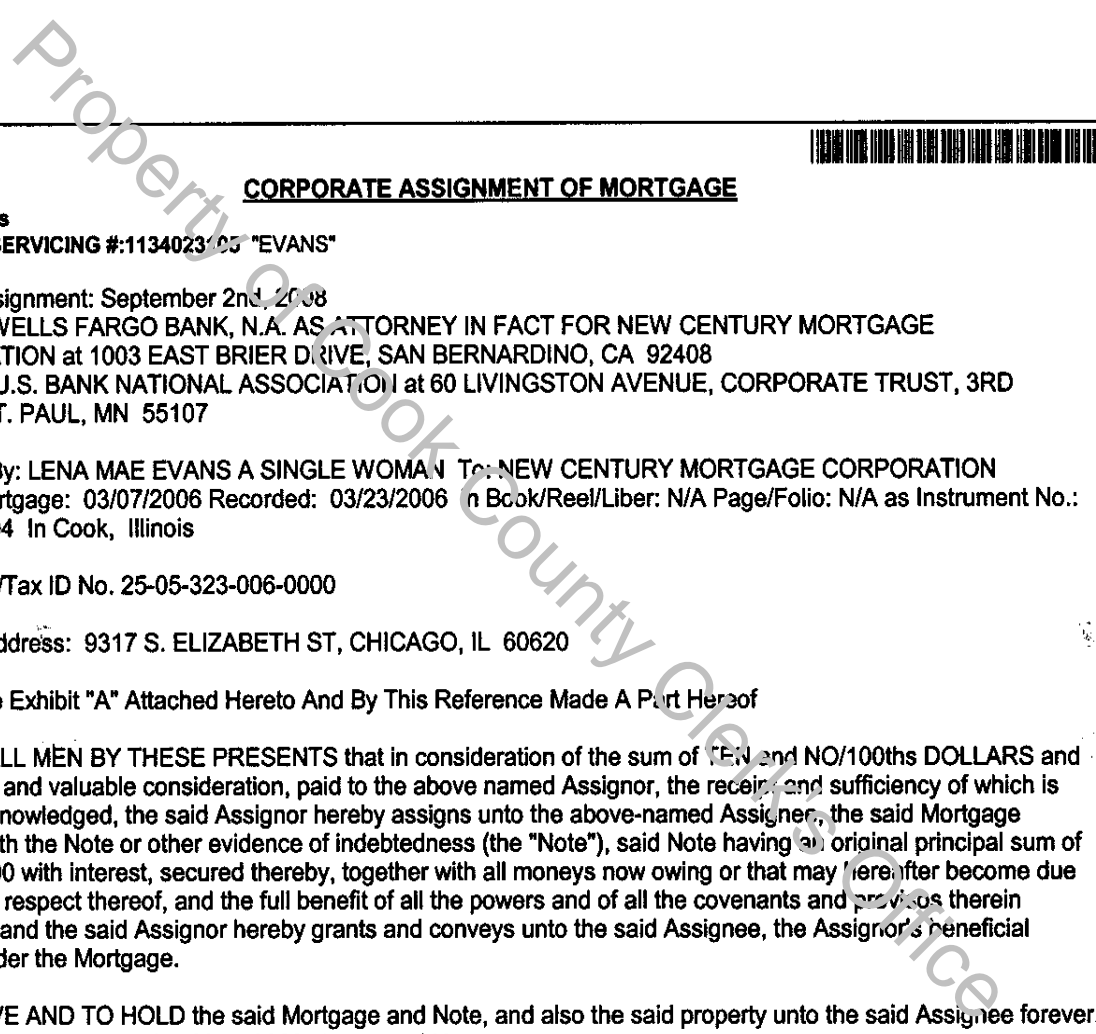 Property of Cook County Clerk's Office
CORPORATE ASSIGNMENT OF MORTGAGE
s
ERVICING #: "EVANS"
signment: September 2nd, 2008
WELLS FARGO BANK, N.A. AS ATTORNEY IN FACT FOR NEW CENTURY MORTGAGE
TION at 1003 EAST BRIER DRIVE, SAN BERNARDINO, CA 92408
U.S. BANK NATIONAL ASSOCIATION at 60 LIVINGSTON AVENUE, CORPORATE TRUST, 3RD
T. PAUL, MN 55107
By: LENA MAE EVANS A SINGLE WOMAN To: NEW CENTURY MORTGAGE CORPORATION
rtgage: 03/07/2006 Recorded: 03/23/2006 in Book/Reel/Liber: N/A Page/Folio: N/A as Instrument No.:
4 In Cook, Illinois
/Tax ID No. 25-05-323-006-0000
ddress: 9317 S. ELIZABETH ST, CHICAGO, IL 60620
e Exhibit "A" Attached Hereto And By This Reference Made A Part Hereof
LL MEN BY THESE PRESENTS that in consideration of the sum of TEN and NO/100ths DOLLARS and
and valuable consideration, paid to the above named Assignor, the receipt and sufficiency of which is
nowledged, the said Assignor hereby assigns unto the above-named Assignee, the said Mortgage
th the Note or other evidence of indebtedness (the "Note"), said Note having an original principal sum of
00 with interest, secured thereby, together with all moneys now owing or that may hereafter become due
respect thereof, and the full benefit of all the powers and of all the covenants and provisos therein
and the said Assignor hereby grants and conveys unto the said Assignee, the Assignor's beneficial
der the Mortgage.
VE AND TO HOLD the said Mortgage and Note, and also the said property unto the said Assignee forever